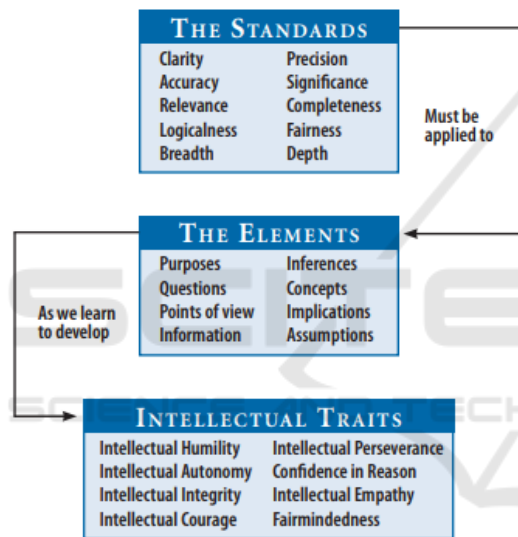 THE STANDARDS
Clarity Precision
Accuracy Significance
Relevance Completeness
Logicalness Fairness
Breadth Depth
Must be
applied to
THE ELEMENTS
Purposes Inferences
Questions Concepts
Points of view Implications
Information Assumptions
As we learn
to develop
INTELLECTUAL TRAITS
Intellectual Humility Intellectual Perseverance
Intellectual Autonomy Confidence in Reason
Intellectual Integrity Intellectual Empathy
Intellectual Courage Fairmindedness